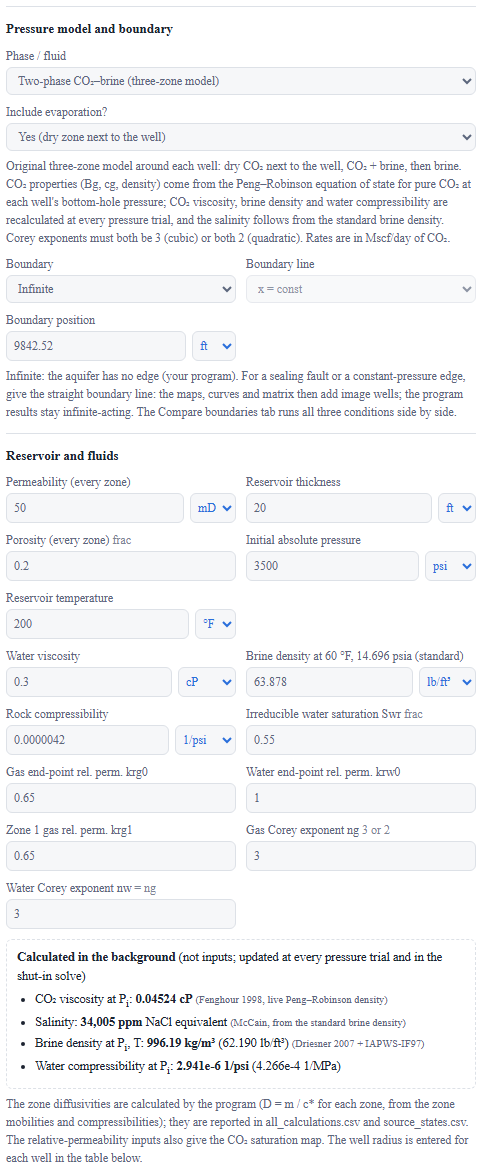 Pressure model and boundary
Phase / fluid
Two-phase CO₂–brine (three-zone model)
Include evaporation?
Yes (dry zone next to the well)
Original three-zone model around each well: dry CO₂ next to the well, CO₂ + brine, then brine.
CO₂ properties (Bg, cg, density) come from the Peng–Robinson equation of state for pure CO₂ at
each well's bottom-hole pressure; CO₂ viscosity, brine density and water compressibility are
recalculated at every pressure trial, and the salinity follows from the standard brine density.
Corey exponents must both be 3 (cubic) or both 2 (quadratic). Rates are in Mscf/day of CO₂.
Boundary Boundary line
Infinite x = const
Boundary position
9842.52 ft
Infinite: the aquifer has no edge (your program). For a sealing fault or a constant-pressure edge,
give the straight boundary line: the maps, curves and matrix then add image wells; the program
results stay infinite-acting. The Compare boundaries tab runs all three conditions side by side.
Reservoir and fluids
Permeability (every zone) Reservoir thickness
50 mD 20 ft
Porosity (every zone) frac Initial absolute pressure
0.2 3500 psi
Reservoir temperature
200 °F
Water viscosity Brine density at 60 °F, 14.696 psia (standard)
0.3 cP 63.878 lb/ft³
Rock compressibility Irreducible water saturation Swr frac
0.0000042 1/psi 0.55
Gas end-point rel. perm. krg0 Water end-point rel. perm. krw0
0.65 1
Zone 1 gas rel. perm. krg1 Gas Corey exponent ng 3 or 2
0.65 3
Water Corey exponent nw = ng
3
Calculated in the background (not inputs; updated at every pressure trial and in the
shut-in solve)
• CO₂ viscosity at Pᵢ: 0.04524 cP (Fenghour 1998, live Peng–Robinson density)
• Salinity: 34,005 ppm NaCl equivalent (McCain, from the standard brine density)
• Brine density at Pᵢ, T: 996.19 kg/m³ (62.190 lb/ft³) (Driesner 2007 + IAPWS-IF97)
• Water compressibility at Pᵢ: 2.941e-6 1/psi (4.266e-4 1/MPa)
The zone diffusivities are calculated by the program (D = m / c* for each zone, from the zone
mobilities and compressibilities); they are reported in all_calculations.csv and source_states.csv.
The relative-permeability inputs also give the CO₂ saturation map. The well radius is entered for
each well in the table below.